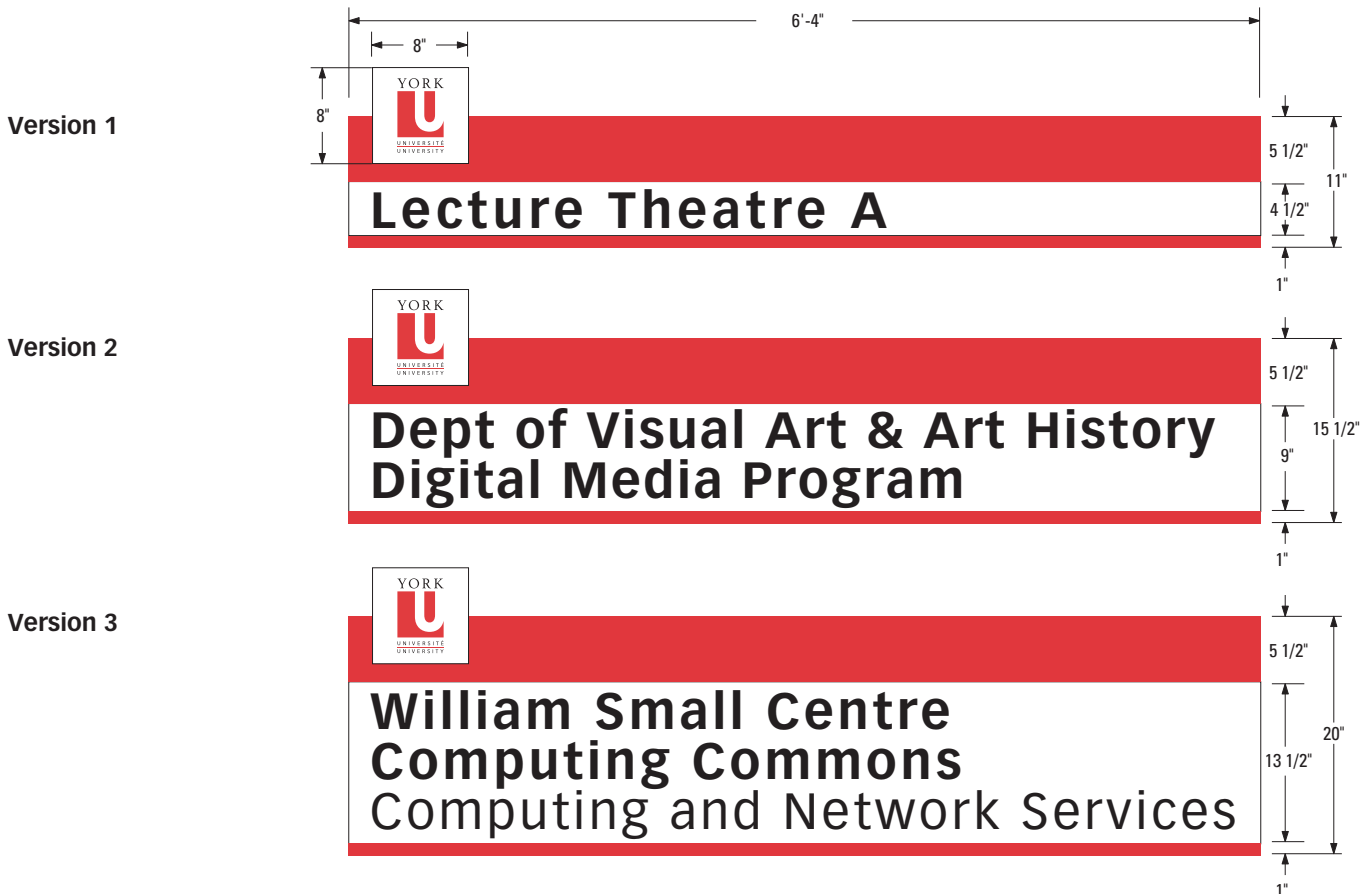 6'-4"
8"
8"
Version 1
YORK
U
UNIVERSITÉ
UNIVERSITY
Lecture Theatre A
5 1/2"
11"
4 1/2"
1"
Version 2
YORK
U
UNIVERSITÉ
UNIVERSITY
Dept of Visual Art & Art History
Digital Media Program
5 1/2"
15 1/2"
9"
1"
Version 3
YORK
U
UNIVERSITÉ
UNIVERSITY
William Small Centre
Computing Commons
Computing and Network Services
5 1/2"
20"
13 1/2"
1"